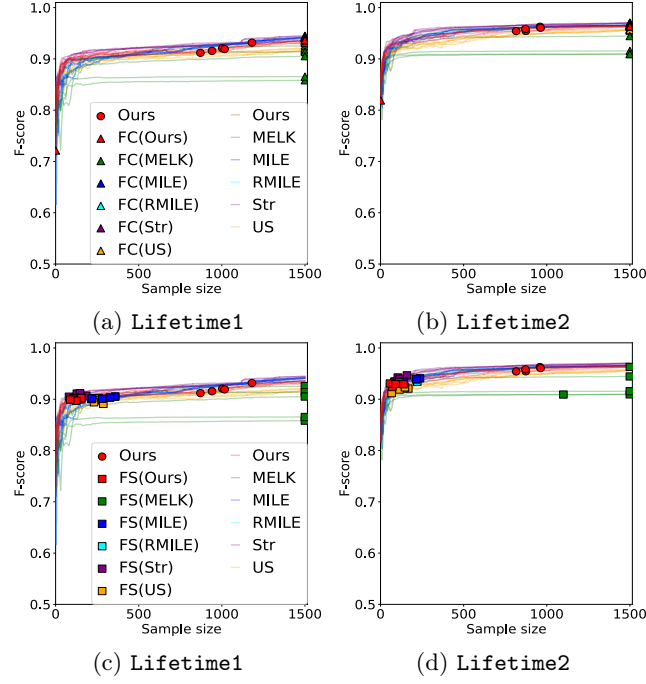 1.0
0.9
0.8
0.7
0.6
0.5
F-score
0 500 1000 1500
Sample size
Ours
FC(Ours)
FC(MELK)
FC(MILE)
FC(RMILE)
FC(Str)
FC(US)
Ours
MELK
MILE
RMILE
Str
US
(a) Lifetime1
1.0
0.9
0.8
0.7
0.6
0.5
F-score
0 500 1000 1500
Sample size
(b) Lifetime2
1.0
0.9
0.8
0.7
0.6
0.5
F-score
0 500 1000 1500
Sample size
Ours
FS(Ours)
FS(MELK)
FS(MILE)
FS(RMILE)
FS(Str)
FS(US)
Ours
MELK
MILE
RMILE
Str
US
(c) Lifetime1
1.0
0.9
0.8
0.7
0.6
0.5
F-score
0 500 1000 1500
Sample size
(d) Lifetime2